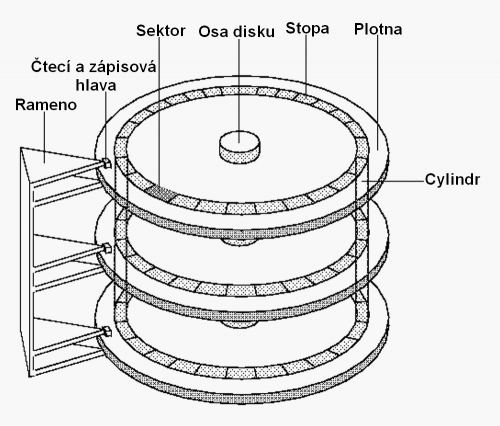 Sektor
Osa disku
Stopa
Plotna
Čtecí a zápisová
hlava
Rameno
Cylindr